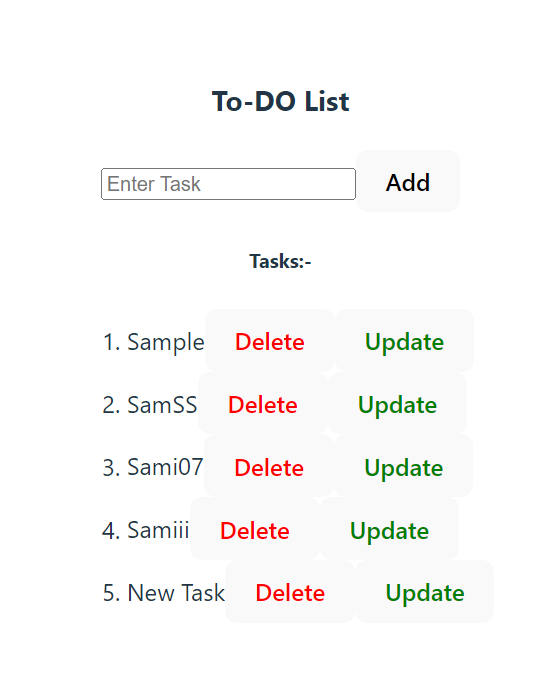 To-DO List
Enter Task Add
Tasks:-
1. Sample Delete Update
2. SamSS Delete Update
3. Sami07 Delete Update
4. Samiii Delete Update
5. New Task Delete Update